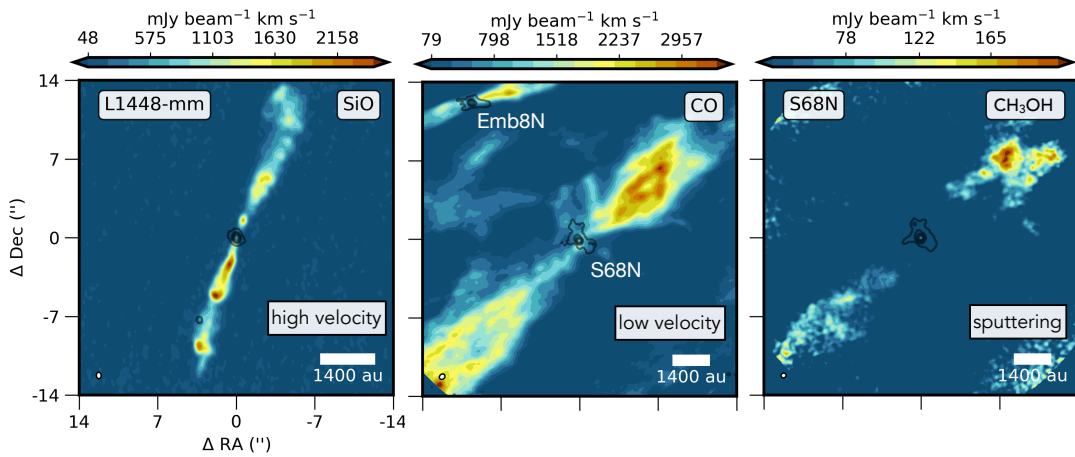 mJy beam⁻¹ km s⁻¹
48 575 1103 1630 2158
L1448-mm SiO
14
7
0
-7
-14
Δ Dec ('')
high velocity
1400 au
14 7 0 -7 -14
Δ RA ('')
mJy beam⁻¹ km s⁻¹
79 798 1518 2237 2957
CO
Emb8N
S68N
low velocity
1400 au
mJy beam⁻¹ km s⁻¹
78 122 165
S68N CH₃OH
sputtering
1400 au